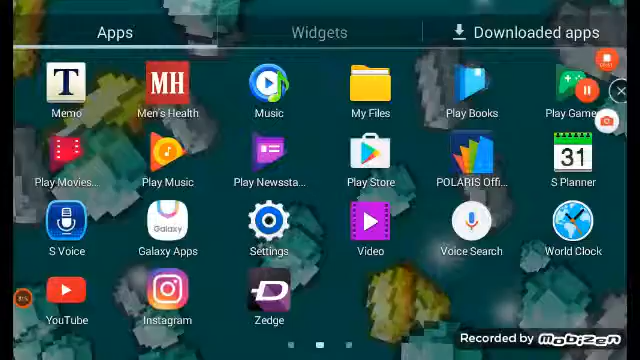 Apps
Widgets
Downloaded apps
T
MH
Memo
Men's Health
Music
My Files
Play Books
Play Game
Play Movies...
Play Music
Play Newssta...
Play Store
POLARIS Offi...
31
S Planner
Galaxy
S Voice
Galaxy Apps
Settings
Video
Voice Search
World Clock
YouTube
Instagram
Zedge
Recorded by Mobizen